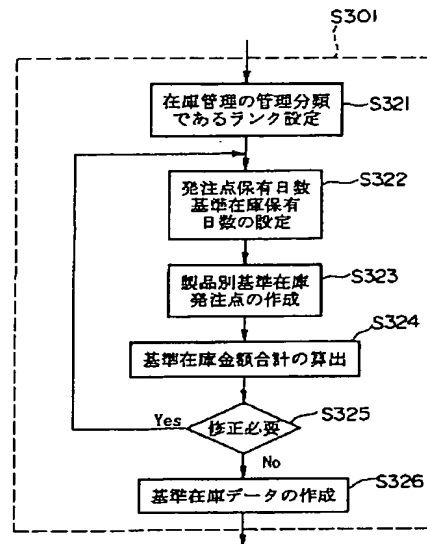 S301
在庫管理の管理分類
であるランク設定
S321
発注点保有日数
基準在庫保有
日数の設定
S322
製品別基準在庫
発注点の作成
S323
基準在庫金額合計の算出
S324
修正必要
S325
Yes
No
基準在庫データの作成
S326